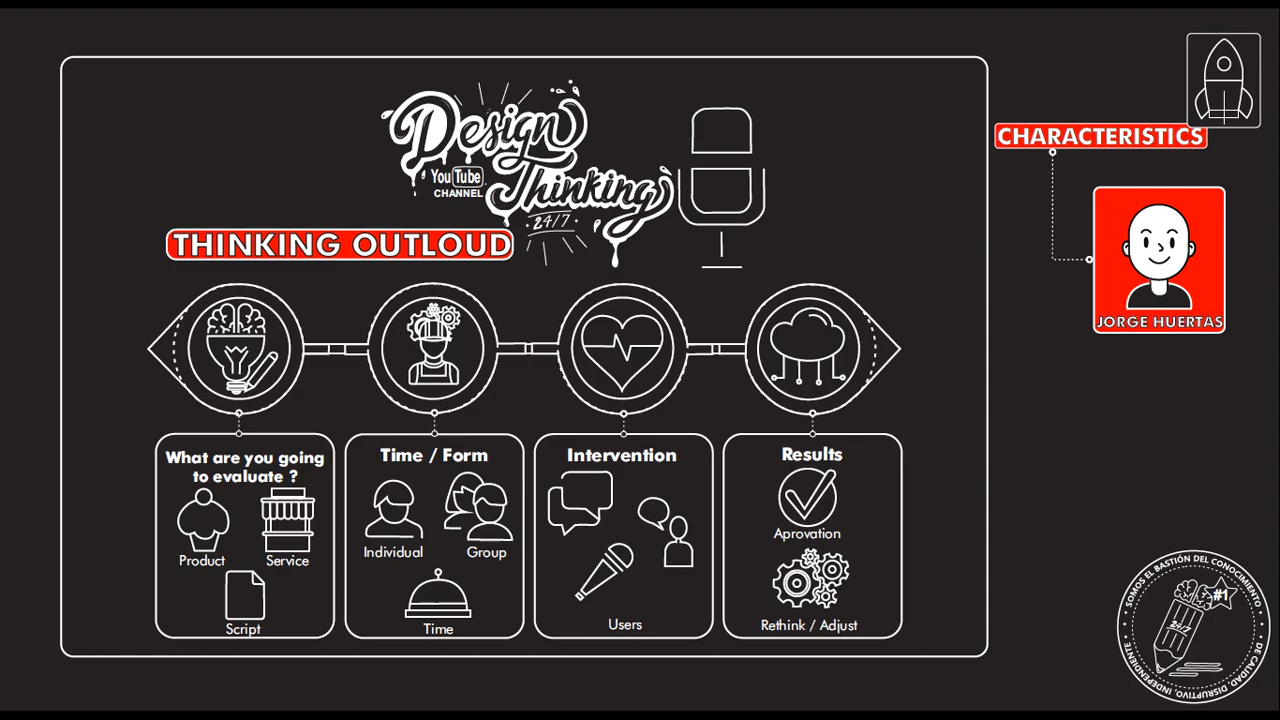 Design
You Tube
CHANNEL
Thinking
24/7
THINKING OUTLOUD
CHARACTERISTICS
JORGE HUERTAS
What are you going
to evaluate ?
Product
Service
Script
Time / Form
Individual
Group
Time
Intervention
Users
Results
Aprovation
Rethink / Adjust
SOMOS EL BASTIÓN DEL CONOCIMIENTO
#1
24/7
DE CALIDAD, DISRUPTIVO, INDEPENDIENTE